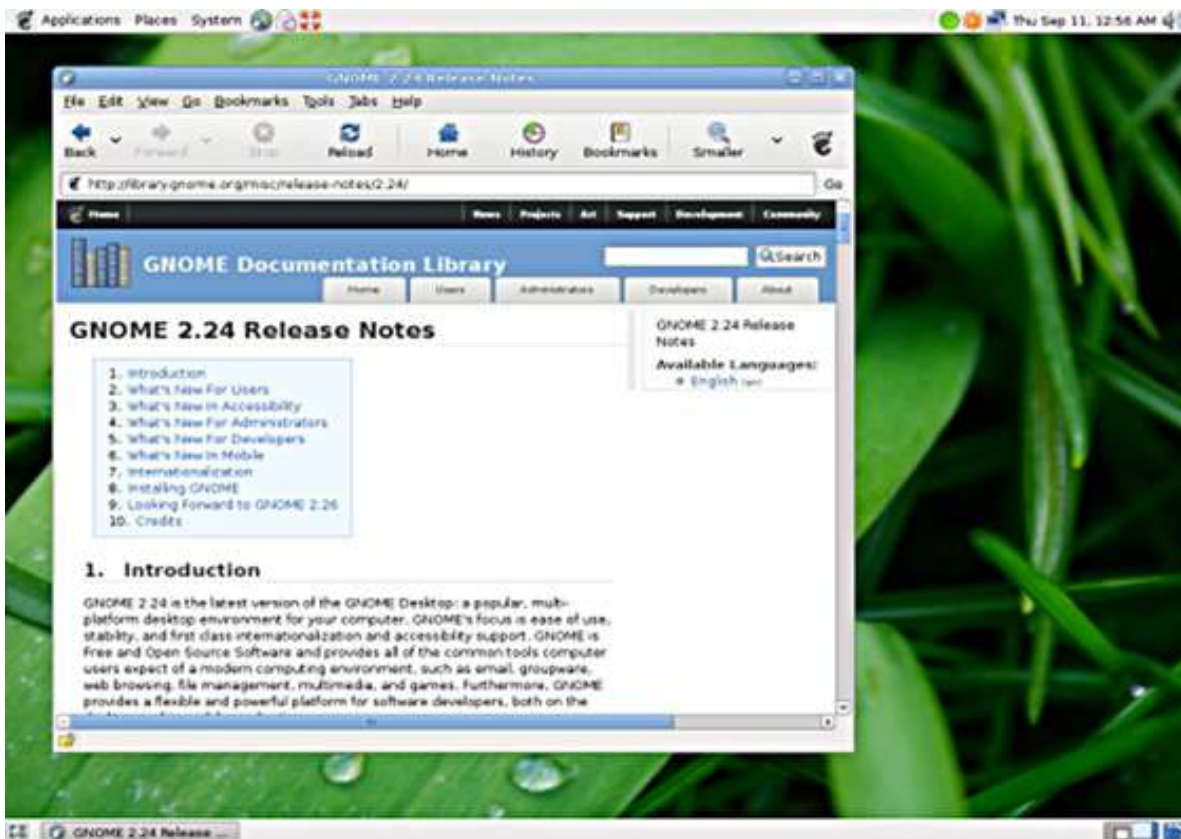 Applications Places System
Thu Sep 11, 12:56 AM
GNOME 2.24 Release Notes
File Edit View Go Bookmarks Tools Tabs Help
Back Forward Stop Reload Home History Bookmarks Smaller
http://library.gnome.org/misc/release-notes/2.24/ Go
Home News Projects Art Support Development Community
GNOME Documentation Library
Search
Home Users Administrators Developers About
GNOME 2.24 Release Notes
1. Introduction
2. What's New For Users
3. What's New In Accessibility
4. What's New For Administrators
5. What's New For Developers
6. What's New In Mobile
7. Internationalization
8. Installing GNOME
9. Looking Forward to GNOME 2.26
10. Credits
GNOME 2.24 Release
Notes
Available Languages:
English
1. Introduction
GNOME 2.24 is the latest version of the GNOME Desktop: a popular, multi-
platform desktop environment for your computer. GNOME's focus is ease of use,
stability, and first class internationalization and accessibility support. GNOME is
Free and Open Source Software and provides all of the common tools computer
users expect of a modern computing environment, such as email, groupware,
web browsing, file management, multimedia, and games. Furthermore, GNOME
provides a flexible and powerful platform for software developers, both on the
GNOME 2.24 Release ...